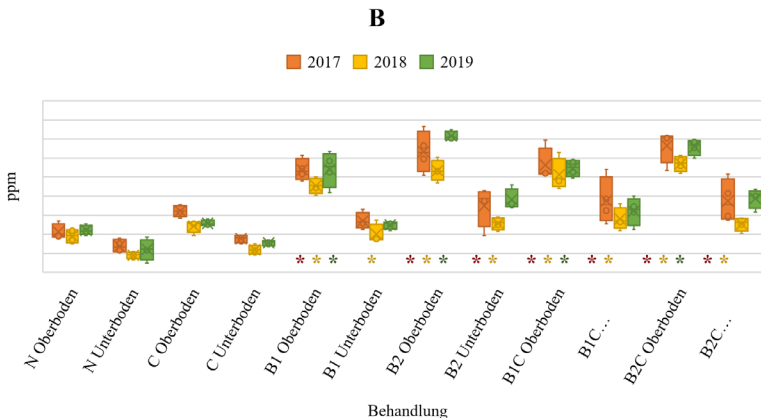 B
2017 2018 2019
ppm
* * * * * * * * * * * * * * * * * * *
N Oberboden
N Unterboden
C Oberboden
C Unterboden
B1 Oberboden
B1 Unterboden
B2 Oberboden
B2 Unterboden
B1C Oberboden
B1C...
B2C Oberboden
B2C...
Behandlung